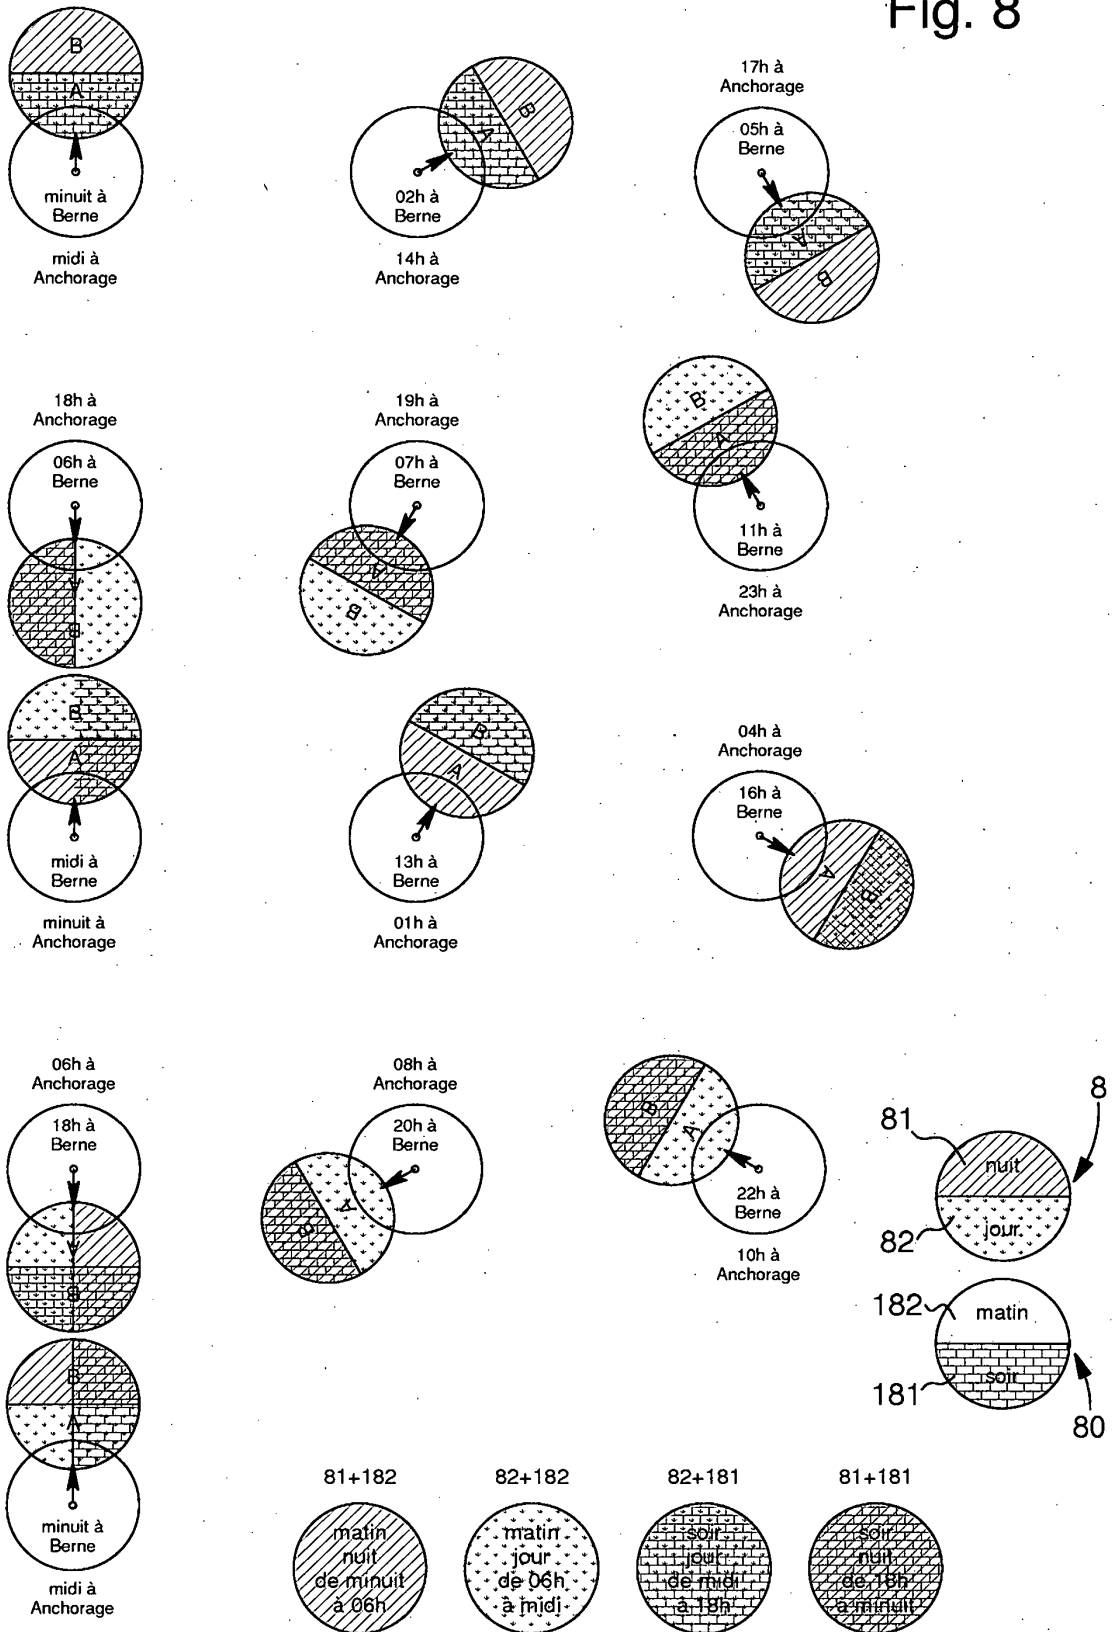 Fig. 8
B
A
minuit à
Berne
midi à
Anchorage
B
A
02h à
Berne
14h à
Anchorage
17h à
Anchorage
05h à
Berne
A
B
18h à
Anchorage
06h à
Berne
A
B
19h à
Anchorage
07h à
Berne
A
B
B
A
11h à
Berne
23h à
Anchorage
B
A
midi à
Berne
minuit à
Anchorage
B
A
13h à
Berne
01h à
Anchorage
04h à
Anchorage
16h à
Berne
A
B
06h à
Anchorage
18h à
Berne
A
B
08h à
Anchorage
20h à
Berne
A
B
B
A
22h à
Berne
10h à
Anchorage
8
81
nuit
82
jour
182
matin
181
soir
80
B
A
minuit à
Berne
midi à
Anchorage
81+182
matin
nuit
de minuit
à 06h
82+182
matin
jour
de 06h
à midi
82+181
soir
jour
de midi
à 18h
81+181
soir
nuit
de 18h
à minuit